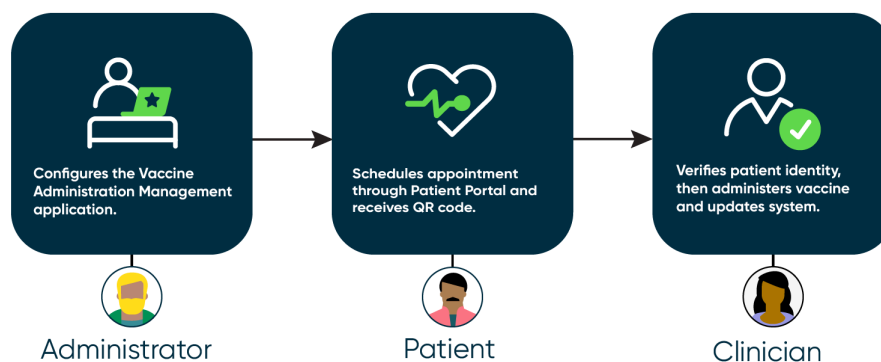 Configures the Vaccine
Administration Management
application.
Schedules appointment
through Patient Portal and
receives QR code.
Verifies patient identity,
then administers vaccine
and updates system.
Administrator
Patient
Clinician